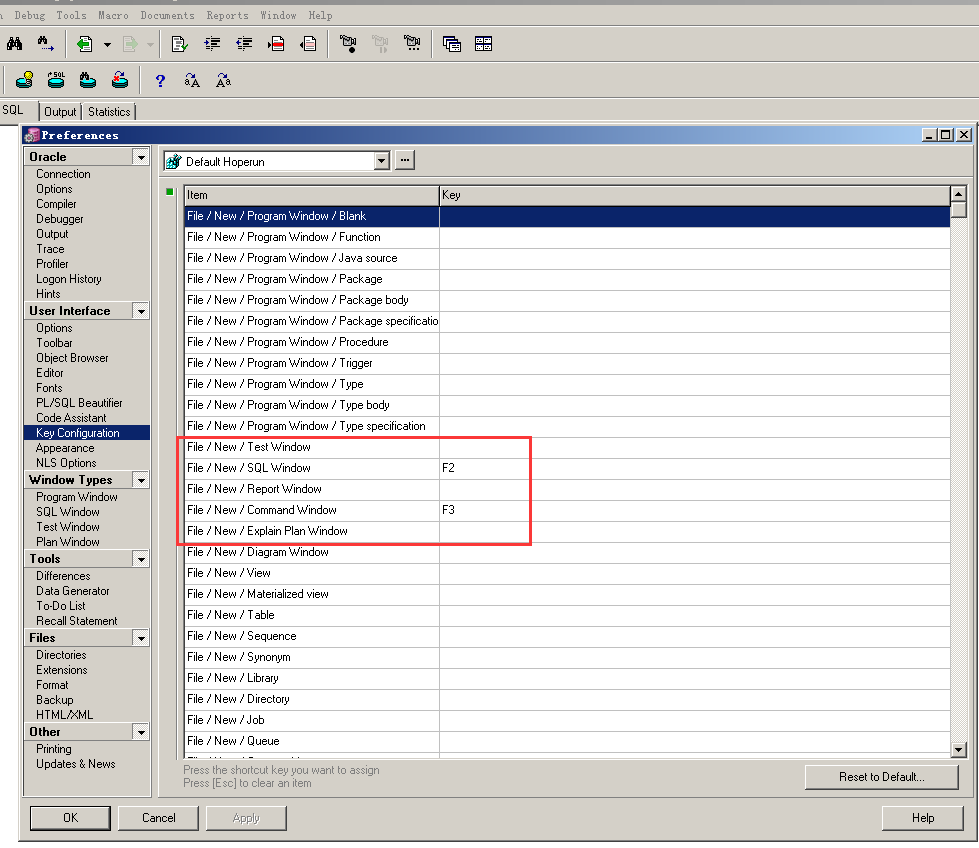 Debug Tools Macro Documents Reports Window Help
SQL
SQL Output Statistics
Preferences
Oracle
Connection
Options
Compiler
Debugger
Output
Trace
Profiler
Logon History
Hints
User Interface
Options
Toolbar
Object Browser
Editor
Fonts
PL/SQL Beautifier
Code Assistant
Key Configuration
Appearance
NLS Options
Window Types
Program Window
SQL Window
Test Window
Plan Window
Tools
Differences
Data Generator
To-Do List
Recall Statement
Files
Directories
Extensions
Format
Backup
HTML/XML
Other
Printing
Updates & News
Default Hoperun
Item Key
File / New / Program Window / Blank
File / New / Program Window / Function
File / New / Program Window / Java source
File / New / Program Window / Package
File / New / Program Window / Package body
File / New / Program Window / Package specificatio
File / New / Program Window / Procedure
File / New / Program Window / Trigger
File / New / Program Window / Type
File / New / Program Window / Type body
File / New / Program Window / Type specification
File / New / Test Window
File / New / SQL Window F2
File / New / Report Window
File / New / Command Window F3
File / New / Explain Plan Window
File / New / Diagram Window
File / New / View
File / New / Materialized view
File / New / Table
File / New / Sequence
File / New / Synonym
File / New / Library
File / New / Directory
File / New / Job
File / New / Queue
Press the shortcut key you want to assign
Press [Esc] to clear an item
Reset to Default...
OK Cancel Apply Help